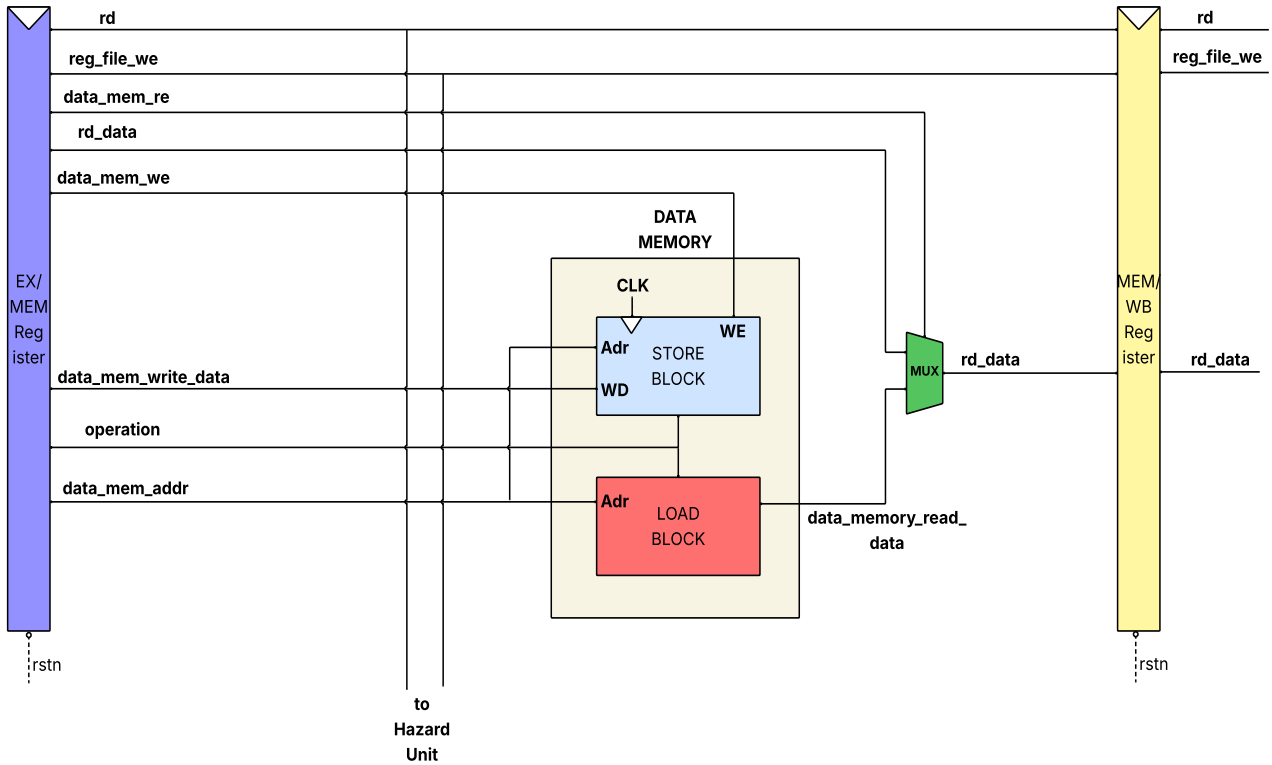 rd
rd
reg_file_we
reg_file_we
data_mem_re
rd_data
data_mem_we
DATA
MEMORY
CLK
WE
Adr
STORE
BLOCK
WD
EX/
MEM
Reg
ister
MEM/
WB
Reg
ister
MUX
rd_data
rd_data
data_mem_write_data
operation
data_mem_addr
Adr
LOAD
BLOCK
data_memory_read_
data
rstn
rstn
to
Hazard
Unit